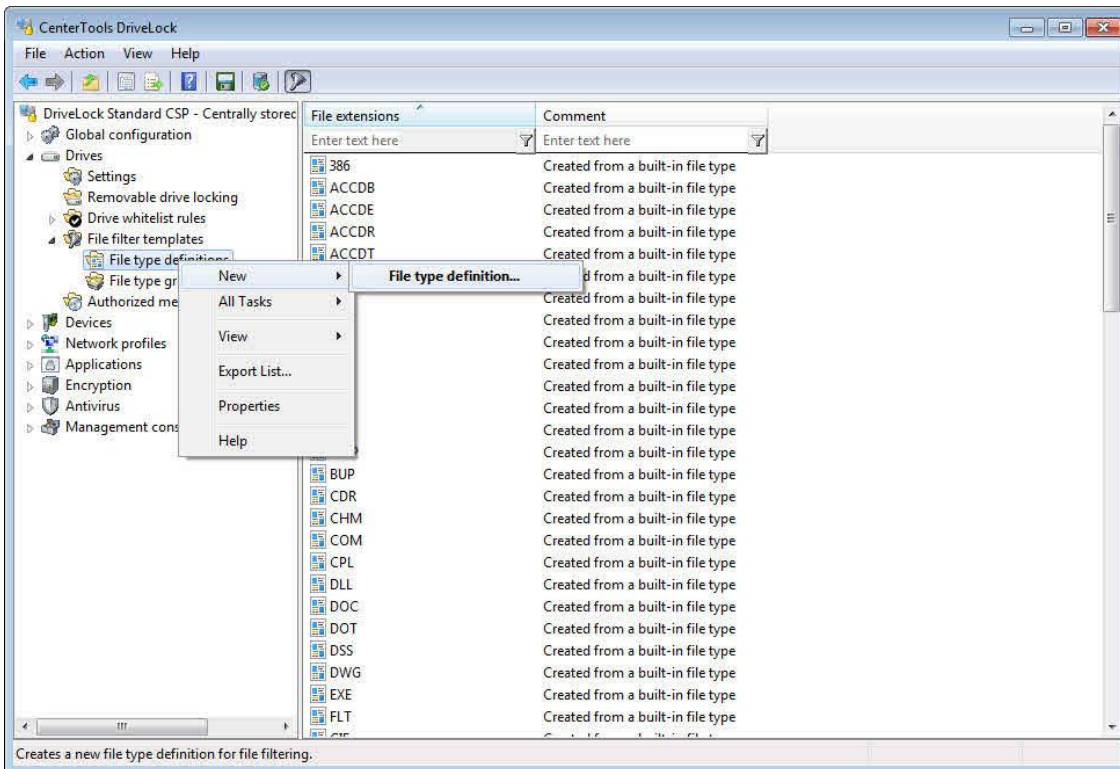 CenterTools DriveLock
File Action View Help
DriveLock Standard CSP - Centrally storec
Global configuration
Drives
Settings
Removable drive locking
Drive whitelist rules
File filter templates
File type definitions
File type gr
Authorized me
Devices
Network profiles
Applications
Encryption
Antivirus
Management cons
New
All Tasks
View
Export List...
Properties
Help
File type definition...
File extensions Comment
Enter text here Enter text here
386 Created from a built-in file type
ACCDB Created from a built-in file type
ACCDE Created from a built-in file type
ACCDR Created from a built-in file type
ACCDT Created from a built-in file type
d from a built-in file type
Created from a built-in file type
Created from a built-in file type
Created from a built-in file type
Created from a built-in file type
Created from a built-in file type
Created from a built-in file type
Created from a built-in file type
Created from a built-in file type
BUP Created from a built-in file type
CDR Created from a built-in file type
CHM Created from a built-in file type
COM Created from a built-in file type
CPL Created from a built-in file type
DLL Created from a built-in file type
DOC Created from a built-in file type
DOT Created from a built-in file type
DSS Created from a built-in file type
DWG Created from a built-in file type
EXE Created from a built-in file type
FLT Created from a built-in file type
Creates a new file type definition for file filtering.